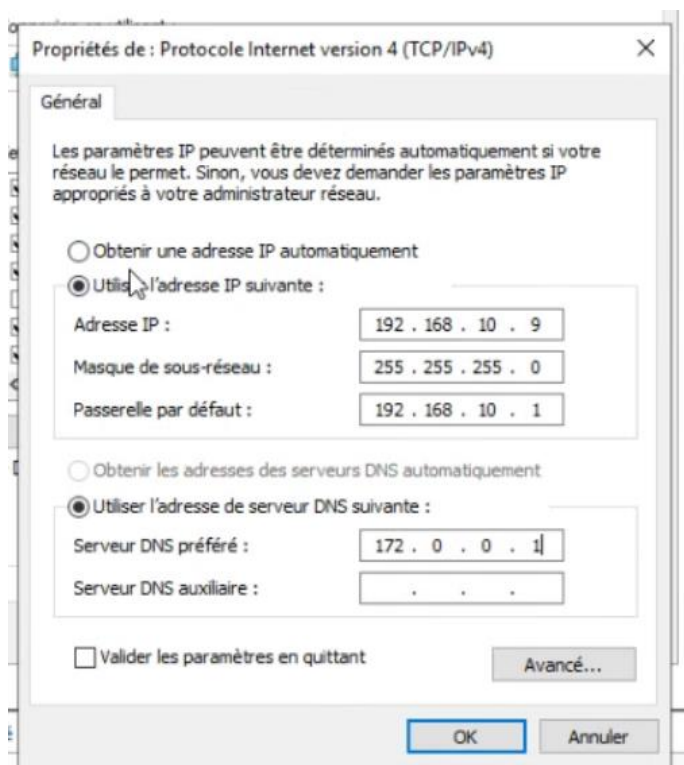 Propriétés de : Protocole Internet version 4 (TCP/IPv4)
Général
Les paramètres IP peuvent être déterminés automatiquement si votre
réseau le permet. Sinon, vous devez demander les paramètres IP
appropriés à votre administrateur réseau.
Obtenir une adresse IP automatiquement
l'adresse IP suivante :
Adresse IP : 192 . 168 . 10 . 9
Masque de sous-réseau : 255 . 255 . 255 . 0
Passerelle par défaut : 192 . 168 . 10 . 1
Obtenir les adresses des serveurs DNS automatiquement
Utiliser l'adresse de serveur DNS suivante :
Serveur DNS préféré : 172 . 0 . 0 . 1
Serveur DNS auxiliaire : . . .
Valider les paramètres en quittant
Avancé...
OK Annuler